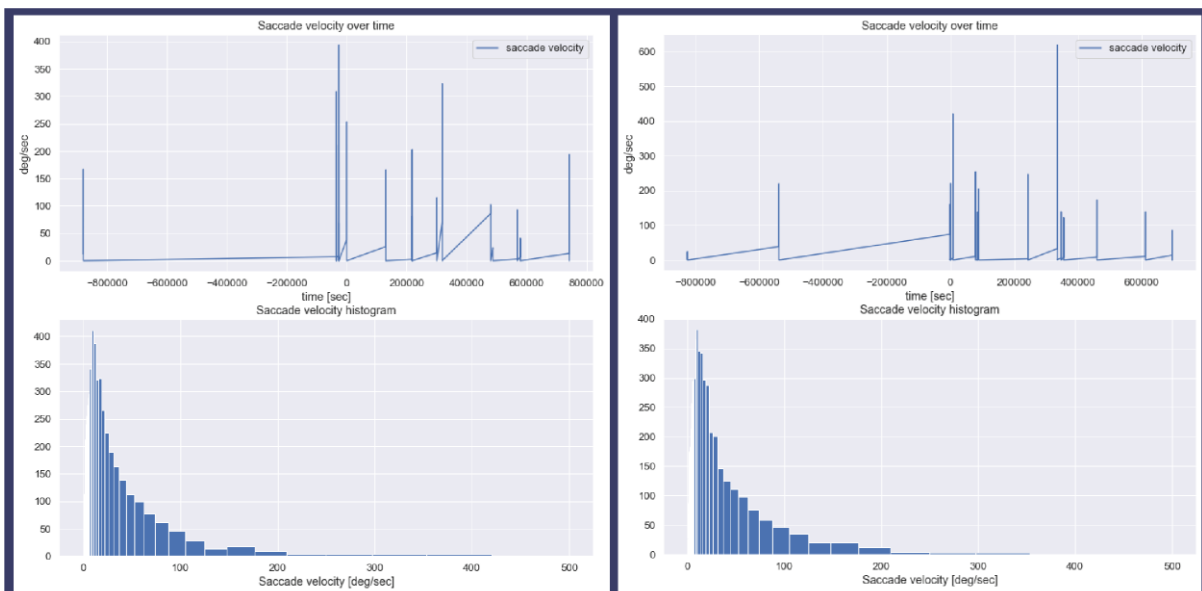 Saccade velocity over time
saccade velocity
400
350
300
250
200
150
100
50
0
deg/sec
−800000 −600000 −400000 −200000 0 200000 400000 600000 800000
time [sec]
Saccade velocity histogram
400
350
300
250
200
150
100
50
0
0 100 200 300 400 500
Saccade velocity [deg/sec]
Saccade velocity over time
saccade velocity
600
500
400
300
200
100
0
deg/sec
−800000 −600000 −400000 −200000 0 200000 400000 600000
time [sec]
Saccade velocity histogram
400
350
300
250
200
150
100
50
0
0 100 200 300 400 500
Saccade velocity [deg/sec]